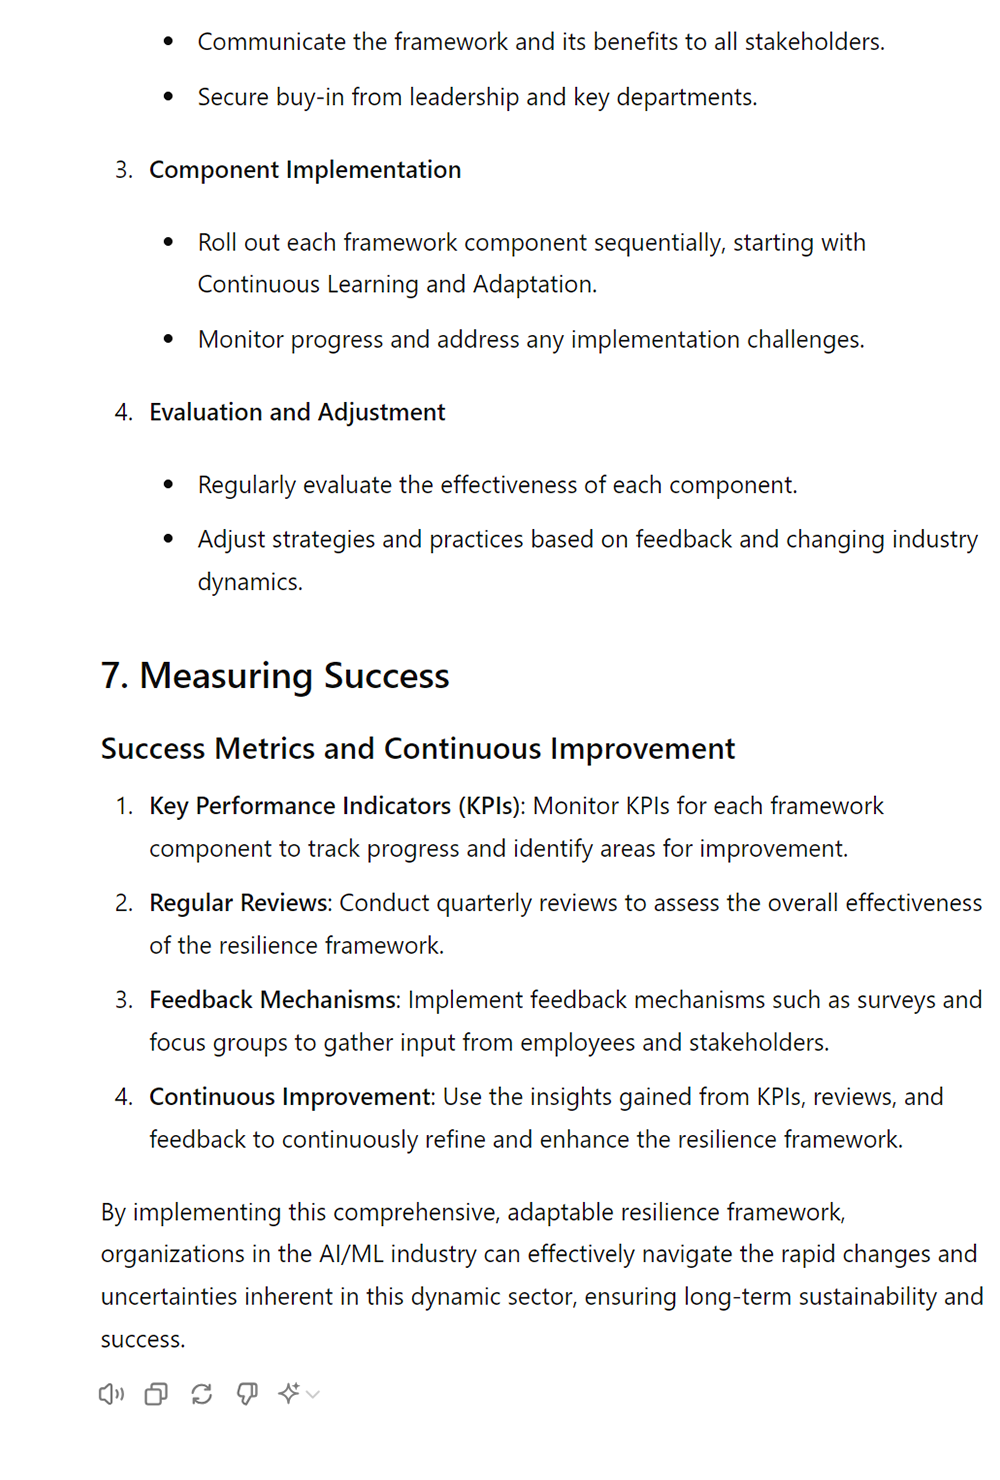 • Communicate the framework and its benefits to all stakeholders.
• Secure buy-in from leadership and key departments.
3. Component Implementation
• Roll out each framework component sequentially, starting with
Continuous Learning and Adaptation.
• Monitor progress and address any implementation challenges.
4. Evaluation and Adjustment
• Regularly evaluate the effectiveness of each component.
• Adjust strategies and practices based on feedback and changing industry
dynamics.
7. Measuring Success
Success Metrics and Continuous Improvement
1. Key Performance Indicators (KPIs): Monitor KPIs for each framework
component to track progress and identify areas for improvement.
2. Regular Reviews: Conduct quarterly reviews to assess the overall effectiveness
of the resilience framework.
3. Feedback Mechanisms: Implement feedback mechanisms such as surveys and
focus groups to gather input from employees and stakeholders.
4. Continuous Improvement: Use the insights gained from KPIs, reviews, and
feedback to continuously refine and enhance the resilience framework.
By implementing this comprehensive, adaptable resilience framework,
organizations in the AI/ML industry can effectively navigate the rapid changes and
uncertainties inherent in this dynamic sector, ensuring long-term sustainability and
success.